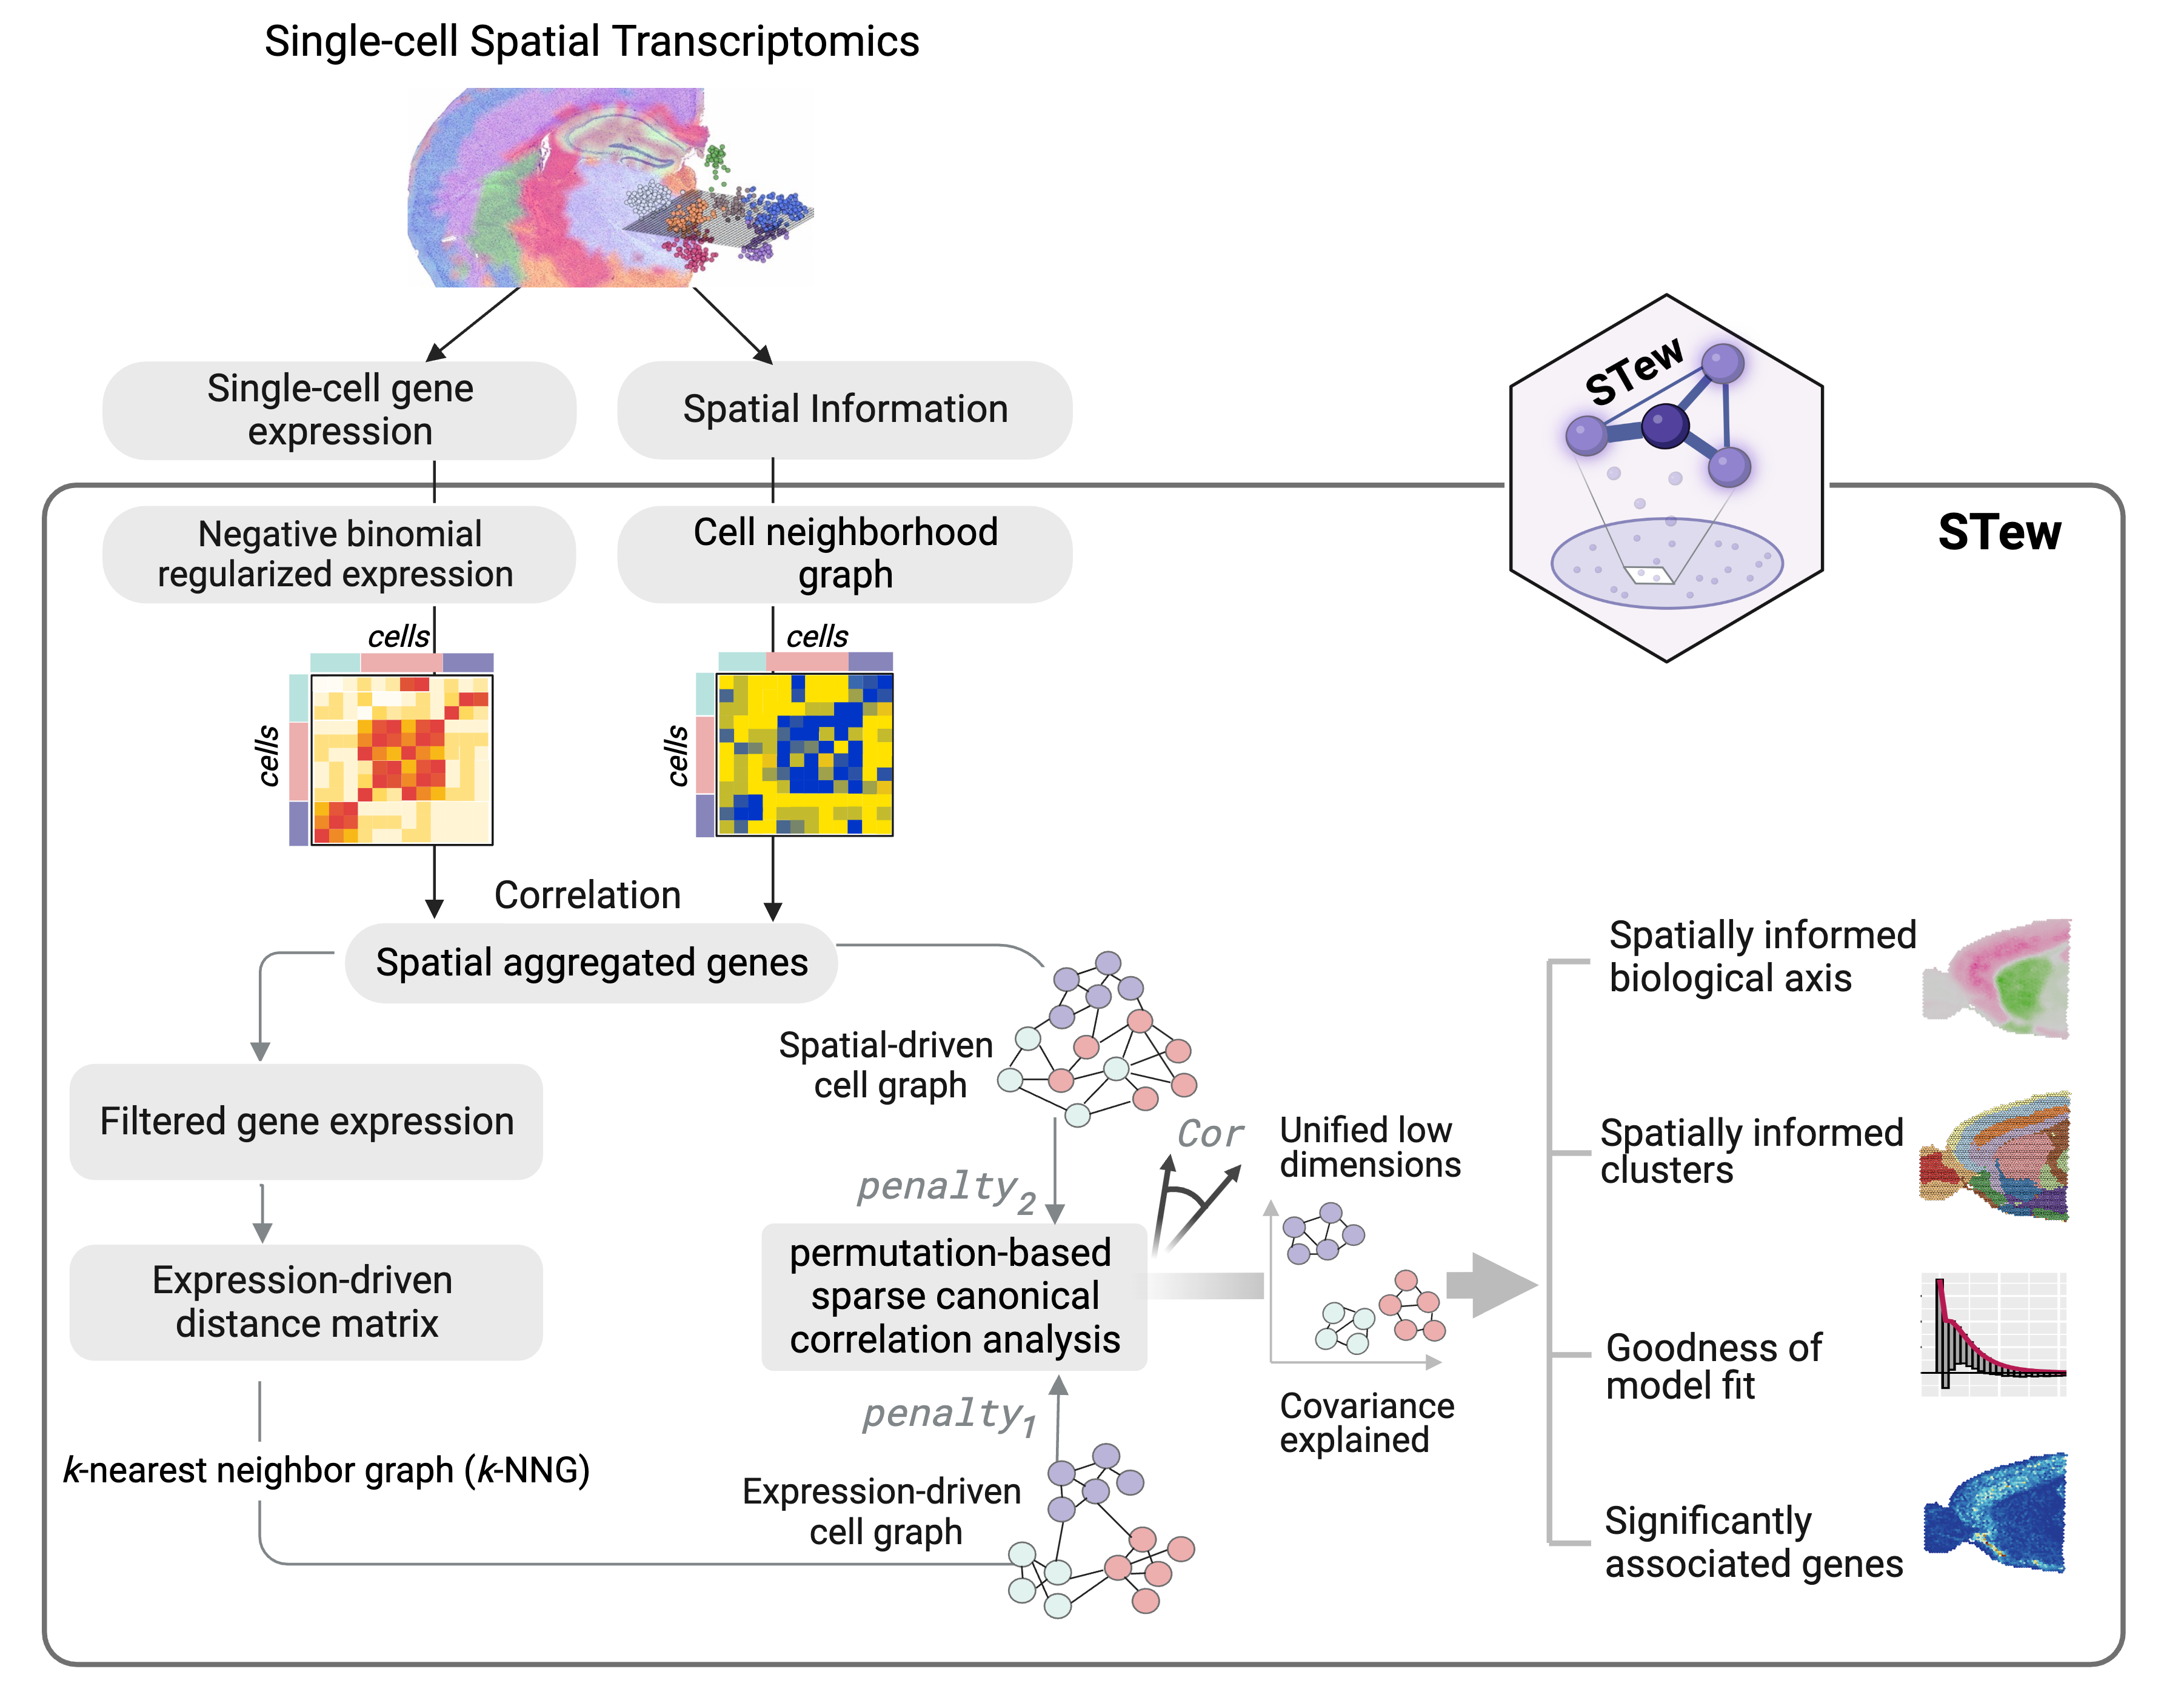 Single-cell Spatial Transcriptomics
Single-cell gene
expression
Spatial Information
STew
STew
Negative binomial
regularized expression
Cell neighborhood
graph
cells
cells
cells
cells
Correlation
Spatial aggregated genes
Spatial-driven
cell graph
Filtered gene expression
Expression-driven
distance matrix
k-nearest neighbor graph (k-NNG)
Expression-driven
cell graph
penalty2
permutation-based
sparse canonical
correlation analysis
penalty1
Cor
Unified low
dimensions
Covariance
explained
Spatially informed
biological axis
Spatially informed
clusters
Goodness of
model fit
Significantly
associated genes